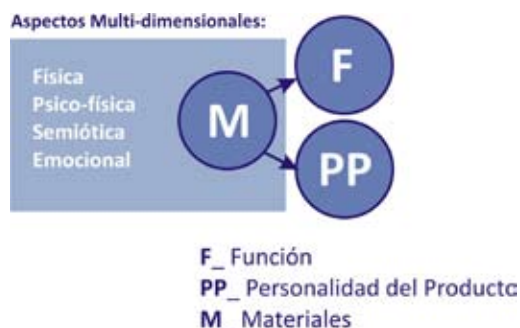 Aspectos Multi-dimensionales:
Física
Psico-física
Semiótica
Emocional
M
F
PP
F_ Función
PP_ Personalidad del Producto
M_ Materiales